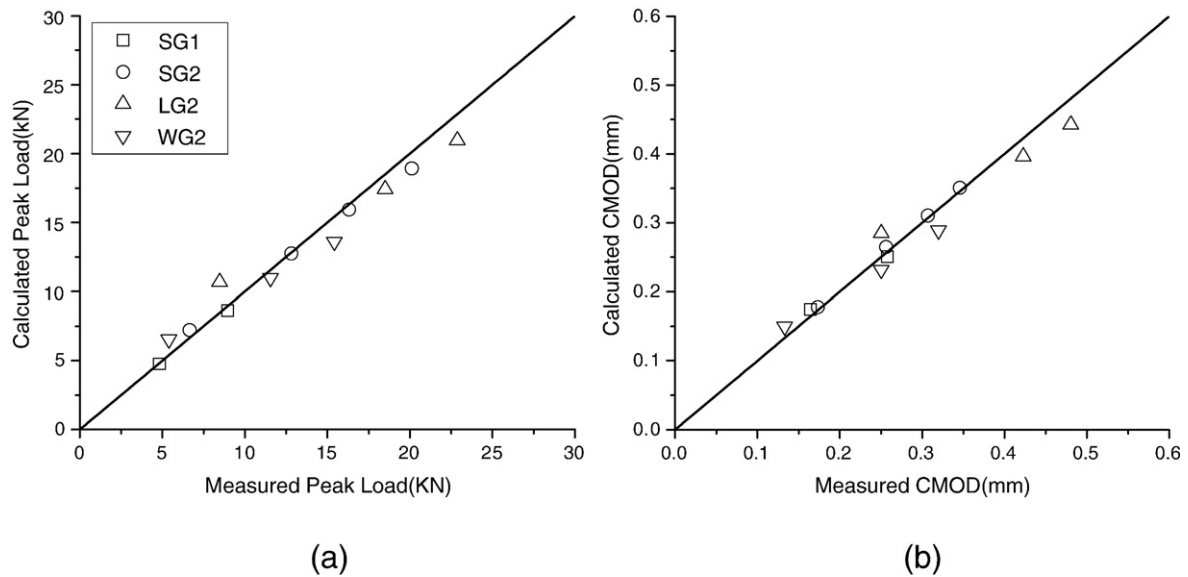 30
25
20
15
10
5
0
Calculated Peak Load(kN)
SG1
SG2
LG2
WG2
0 5 10 15 20 25 30
Measured Peak Load(KN)
(a)
0.6
0.5
0.4
0.3
0.2
0.1
0.0
Calculated CMOD(mm)
0.0 0.1 0.2 0.3 0.4 0.5 0.6
Measured CMOD(mm)
(b)